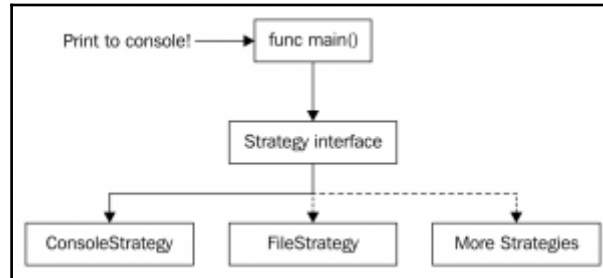 Print to console!
func main()
Strategy interface
ConsoleStrategy
FileStrategy
More Strategies